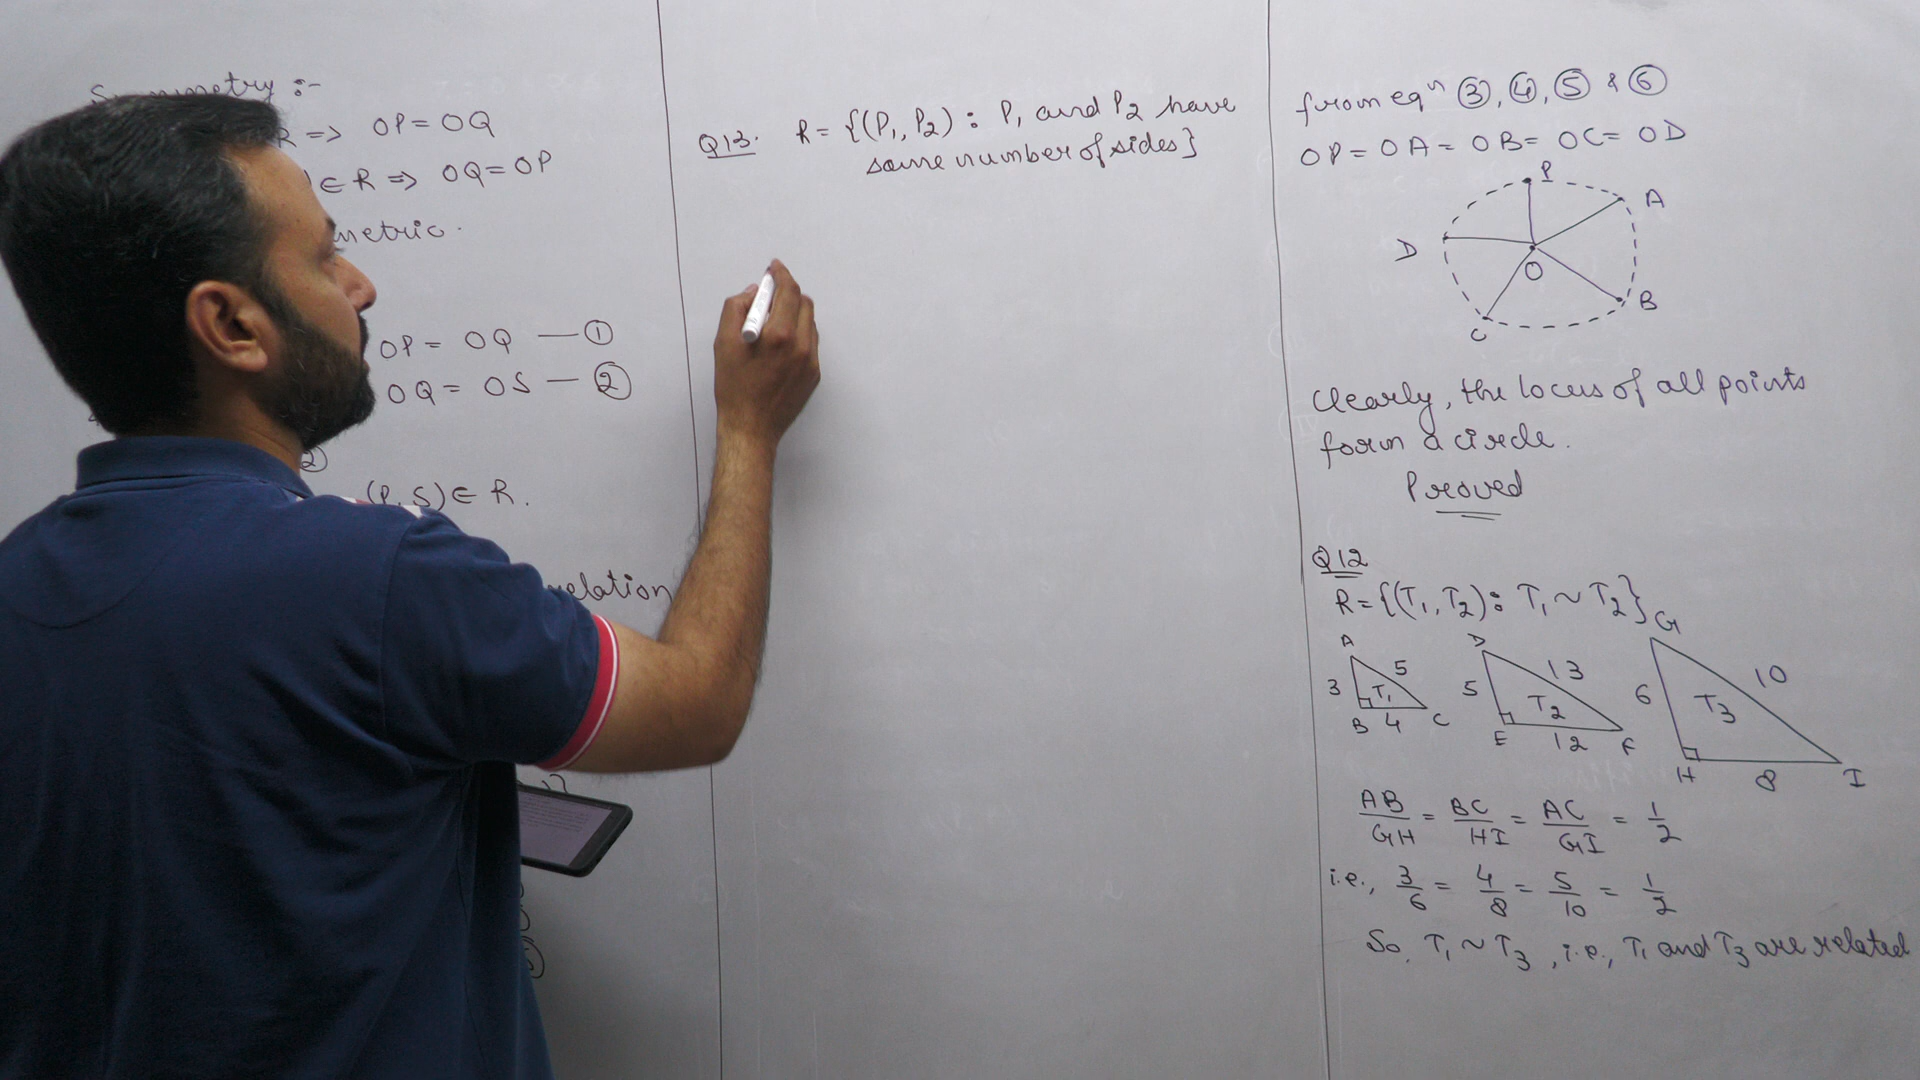 Symmetry :-
R => OP = OQ
∈ R => OQ = OP
metric.
OP = OQ — ①
OQ = OS — ②
②
(P, S) ∈ R.
relation
Q13. R = {(P₁, P₂) : P₁ and P₂ have
same number of sides}
from eqⁿ ③, ④, ⑤ & ⑥
OP = OA = OB = OC = OD
P
A
D
O
B
C
Clearly, the locus of all points
form a circle.
Proved
Q12
R = {(T₁, T₂) : T₁ ~ T₂}
A
3 5
T₁
B 4 C
D
5 13
T₂
E 12 F
G
6 10
T₃
H 8 I
AB/GH = BC/HI = AC/GI = 1/2
i.e., 3/6 = 4/8 = 5/10 = 1/2
So, T₁ ~ T₃, i.e., T₁ and T₃ are related